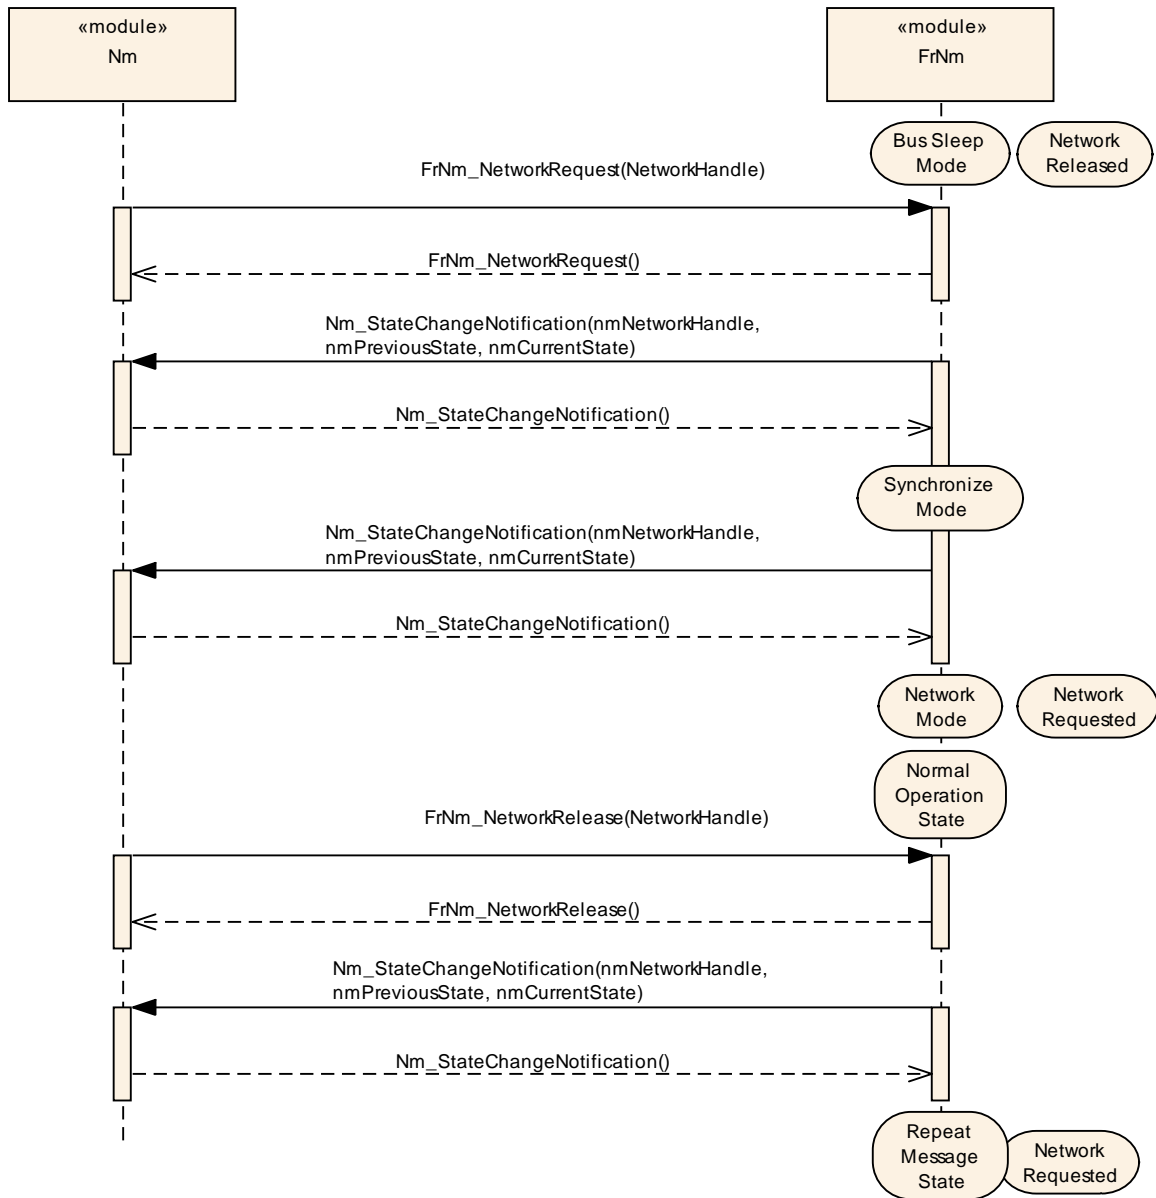 «module»
Nm
«module»
FrNm
Bus Sleep
Mode
Network
Released
FrNm_NetworkRequest(NetworkHandle)
FrNm_NetworkRequest()
Nm_StateChangeNotification(nmNetworkHandle,
nmPreviousState, nmCurrentState)
Nm_StateChangeNotification()
Synchronize
Mode
Nm_StateChangeNotification(nmNetworkHandle,
nmPreviousState, nmCurrentState)
Nm_StateChangeNotification()
Network
Mode
Network
Requested
Normal
Operation
State
FrNm_NetworkRelease(NetworkHandle)
FrNm_NetworkRelease()
Nm_StateChangeNotification(nmNetworkHandle,
nmPreviousState, nmCurrentState)
Nm_StateChangeNotification()
Repeat
Message
State
Network
Requested